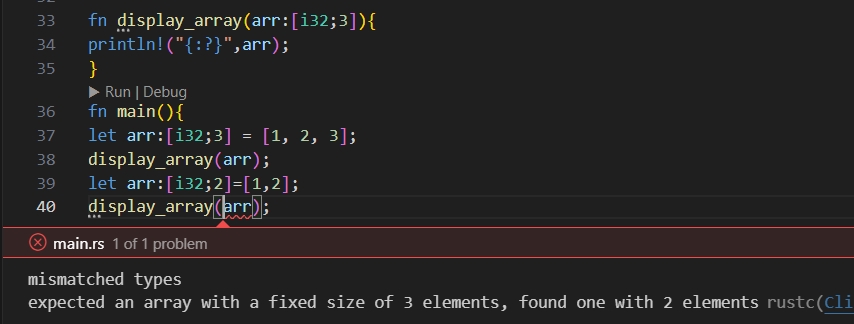 33 fn display_array(arr:[i32;3]){
34 println!("{:?}",arr);
35 }
Run | Debug
36 fn main(){
37 let arr:[i32;3] = [1, 2, 3];
38 display_array(arr);
39 let arr:[i32;2]=[1,2];
40 display_array(arr);
main.rs 1 of 1 problem
mismatched types
expected an array with a fixed size of 3 elements, found one with 2 elements rustc(Cli